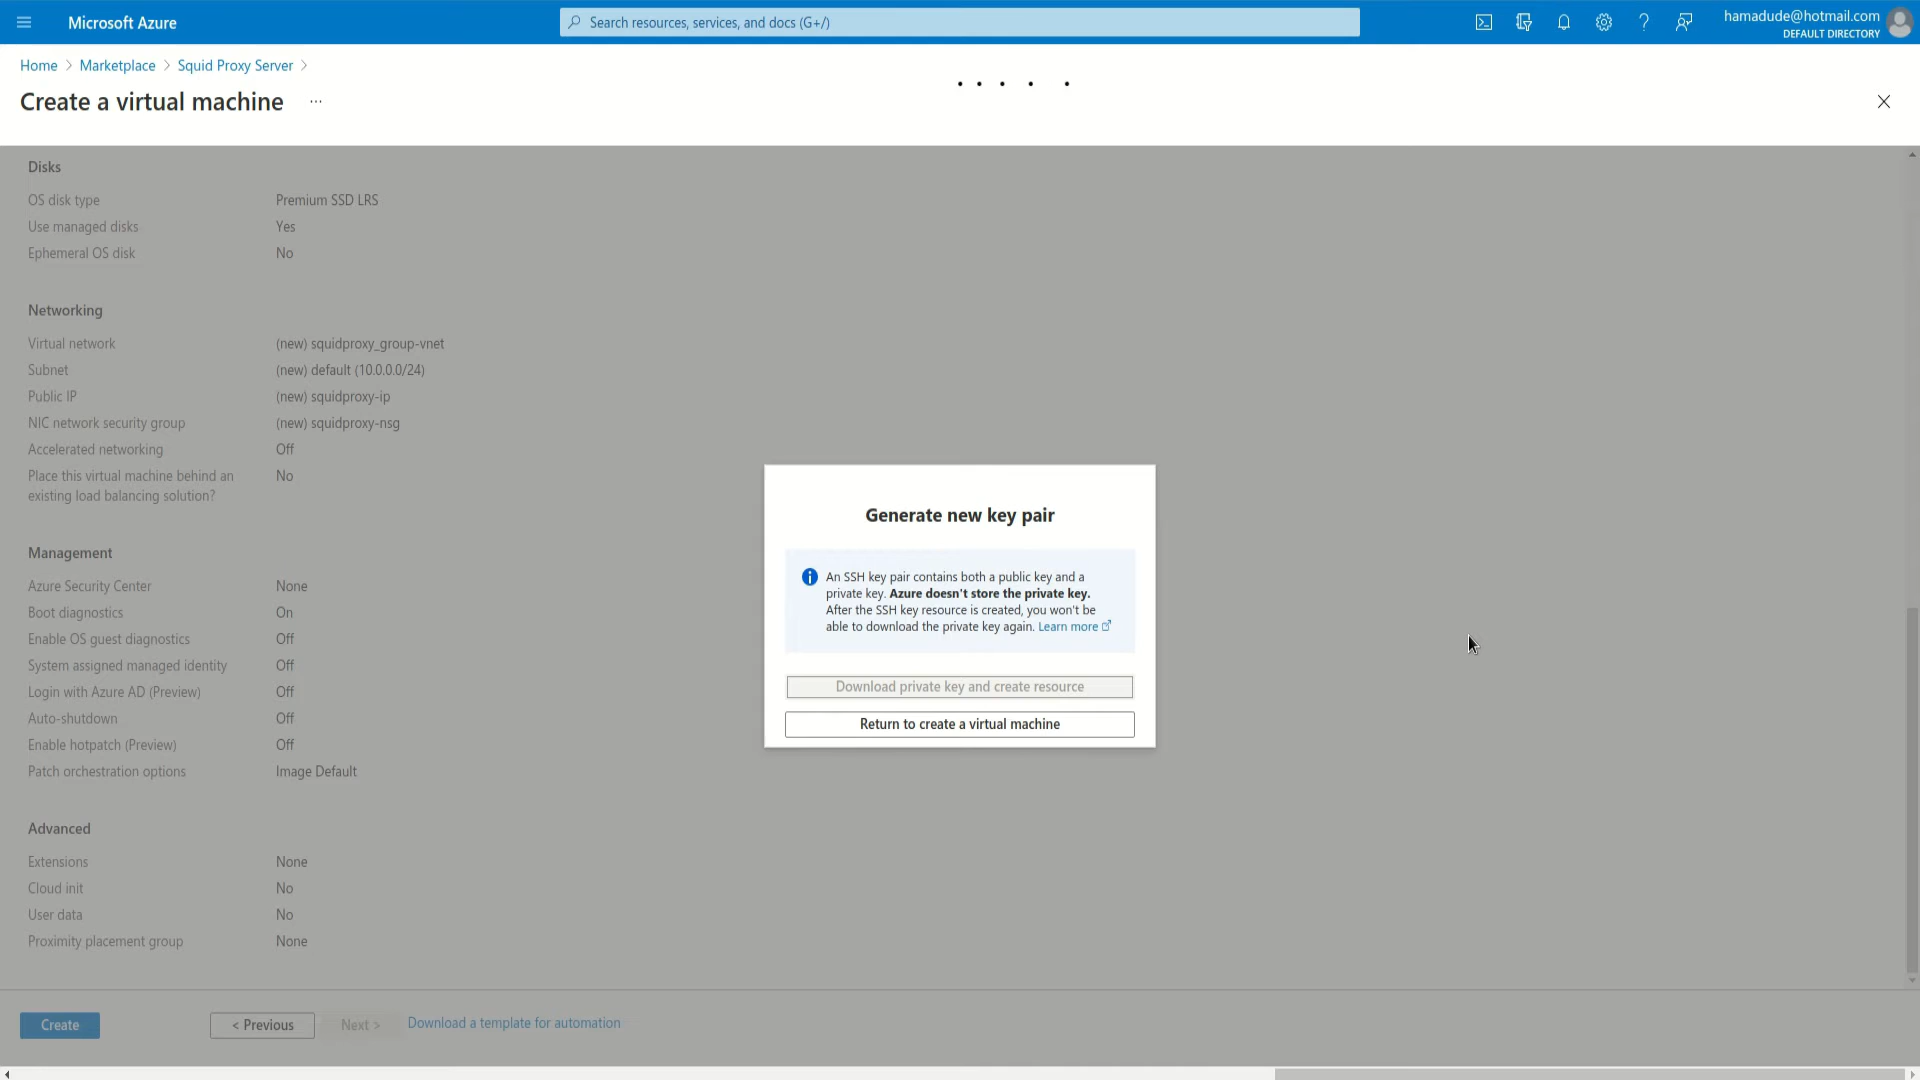 Microsoft Azure
Search resources, services, and docs (G+/)
hamadude@hotmail.com
DEFAULT DIRECTORY
Home > Marketplace > Squid Proxy Server >
Create a virtual machine ...
Disks
OS disk type Premium SSD LRS
Use managed disks Yes
Ephemeral OS disk No
Networking
Virtual network (new) squidproxy_group-vnet
Subnet (new) default (10.0.0.0/24)
Public IP (new) squidproxy-ip
NIC network security group (new) squidproxy-nsg
Accelerated networking Off
Place this virtual machine behind an No
existing load balancing solution?
Management
Azure Security Center None
Boot diagnostics On
Enable OS guest diagnostics Off
System assigned managed identity Off
Login with Azure AD (Preview) Off
Auto-shutdown Off
Enable hotpatch (Preview) Off
Patch orchestration options Image Default
Advanced
Extensions None
Cloud init No
User data No
Proximity placement group None
Generate new key pair
An SSH key pair contains both a public key and a
private key. Azure doesn't store the private key.
After the SSH key resource is created, you won't be
able to download the private key again. Learn more
Download private key and create resource
Return to create a virtual machine
Create
< Previous
Next >
Download a template for automation